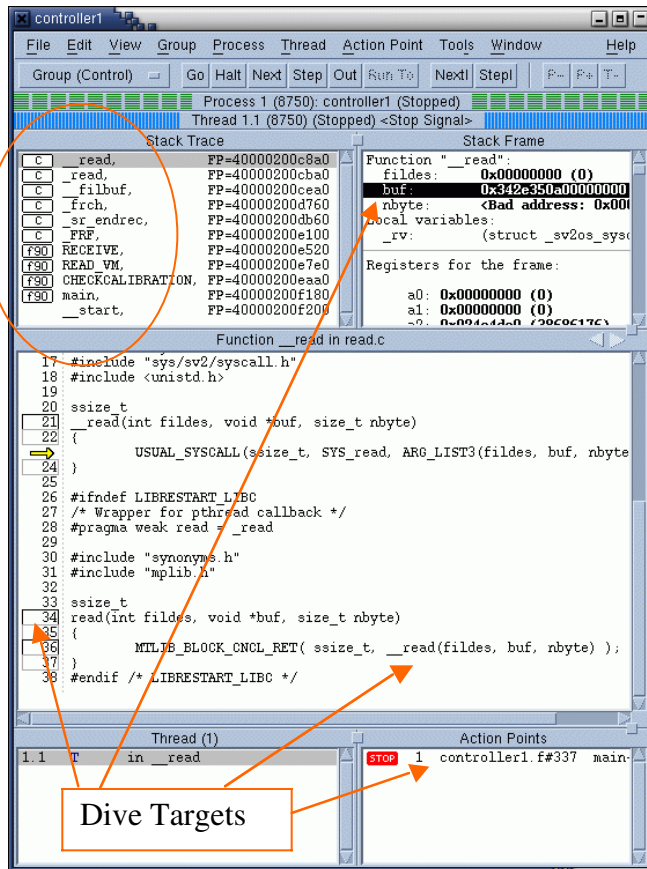 controller1
File Edit View Group Process Thread Action Point Tools Window Help
Group (Control) Go Halt Next Step Out Run To NextI StepI P- P+ T-
Process 1 (8750): controller1 (Stopped)
Thread 1.1 (8750) (Stopped) <Stop Signal>
Stack Trace
C __read, FP=40000200c8a0
C _read, FP=40000200cba0
C __filbuf, FP=40000200cea0
C _frch, FP=40000200d760
C _sr_endrec, FP=40000200db60
C _FRF, FP=40000200e100
f90 RECEIVE, FP=40000200e520
f90 READ_VM, FP=40000200e7e0
f90 CHECKCALIBRATION, FP=40000200eaa0
f90 main, FP=40000200f180
__start, FP=40000200f200
Stack Frame
Function "__read":
fildes: 0x00000000 (0)
buf: 0x342e350a00000000
nbyte: <Bad address: 0x00
Local variables:
_rv: (struct _sv2os_sys
Registers for the frame:
a0: 0x00000000 (0)
a1: 0x00000000 (0)
Function __read in read.c
17 #include "sys/sv2/syscall.h"
18 #include <unistd.h>
19
20 ssize_t
21 __read(int fildes, void *buf, size_t nbyte)
22 {
USUAL_SYSCALL(ssize_t, SYS_read, ARG_LIST3(fildes, buf, nbyte
24 }
25
26 #ifndef LIBRESTART_LIBC
27 /* Wrapper for pthread callback */
28 #pragma weak read = _read
29
30 #include "synonyms.h"
31 #include "mplib.h"
32
33 ssize_t
34 read(int fildes, void *buf, size_t nbyte)
35 {
36 MTLIB_BLOCK_CNCL_RET( ssize_t, __read(fildes, buf, nbyte) );
37 }
38 #endif /* LIBRESTART_LIBC */
Thread (1)
1.1 T in __read
Action Points
STOP 1 controller1.f#337 main-
Dive Targets